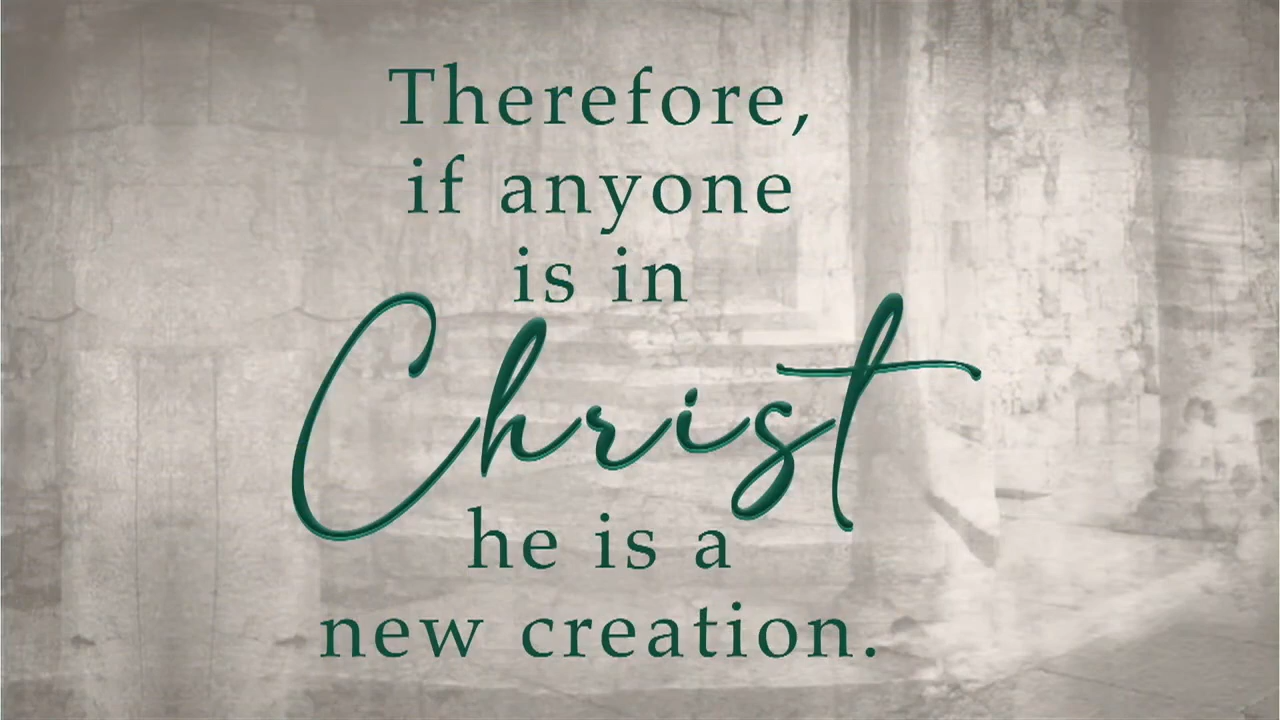 Therefore,
if anyone
is in
Christ
he is a
new creation.